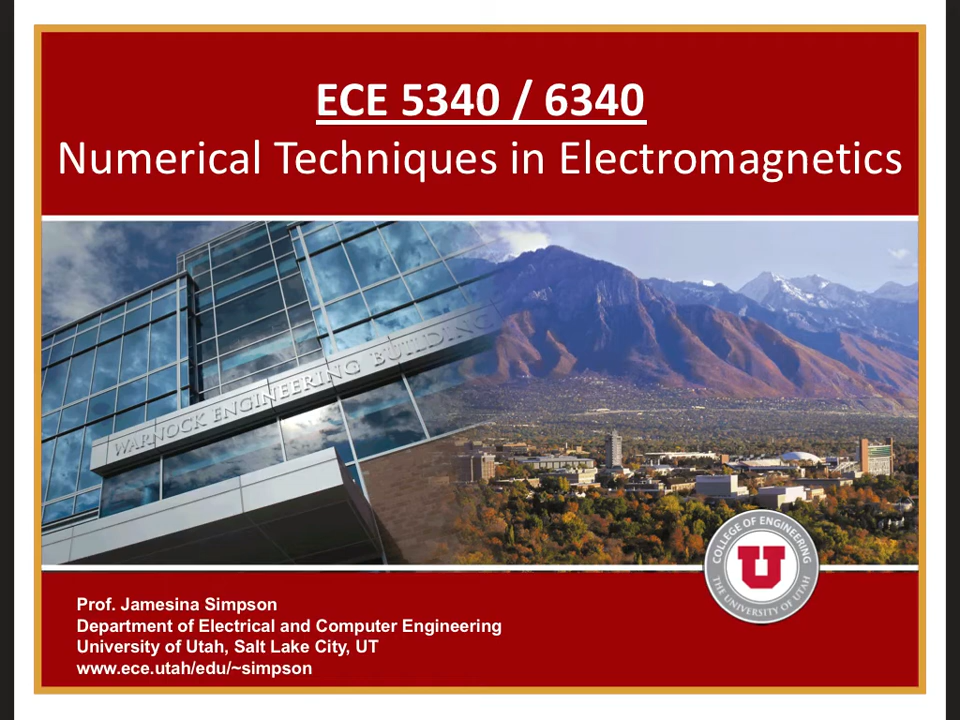 ECE 5340 / 6340
Numerical Techniques in Electromagnetics
WARNOCK ENGINEERING BUILDING
COLLEGE OF ENGINEERING
U
THE UNIVERSITY OF UTAH
Prof. Jamesina Simpson
Department of Electrical and Computer Engineering
University of Utah, Salt Lake City, UT
www.ece.utah/edu/~simpson